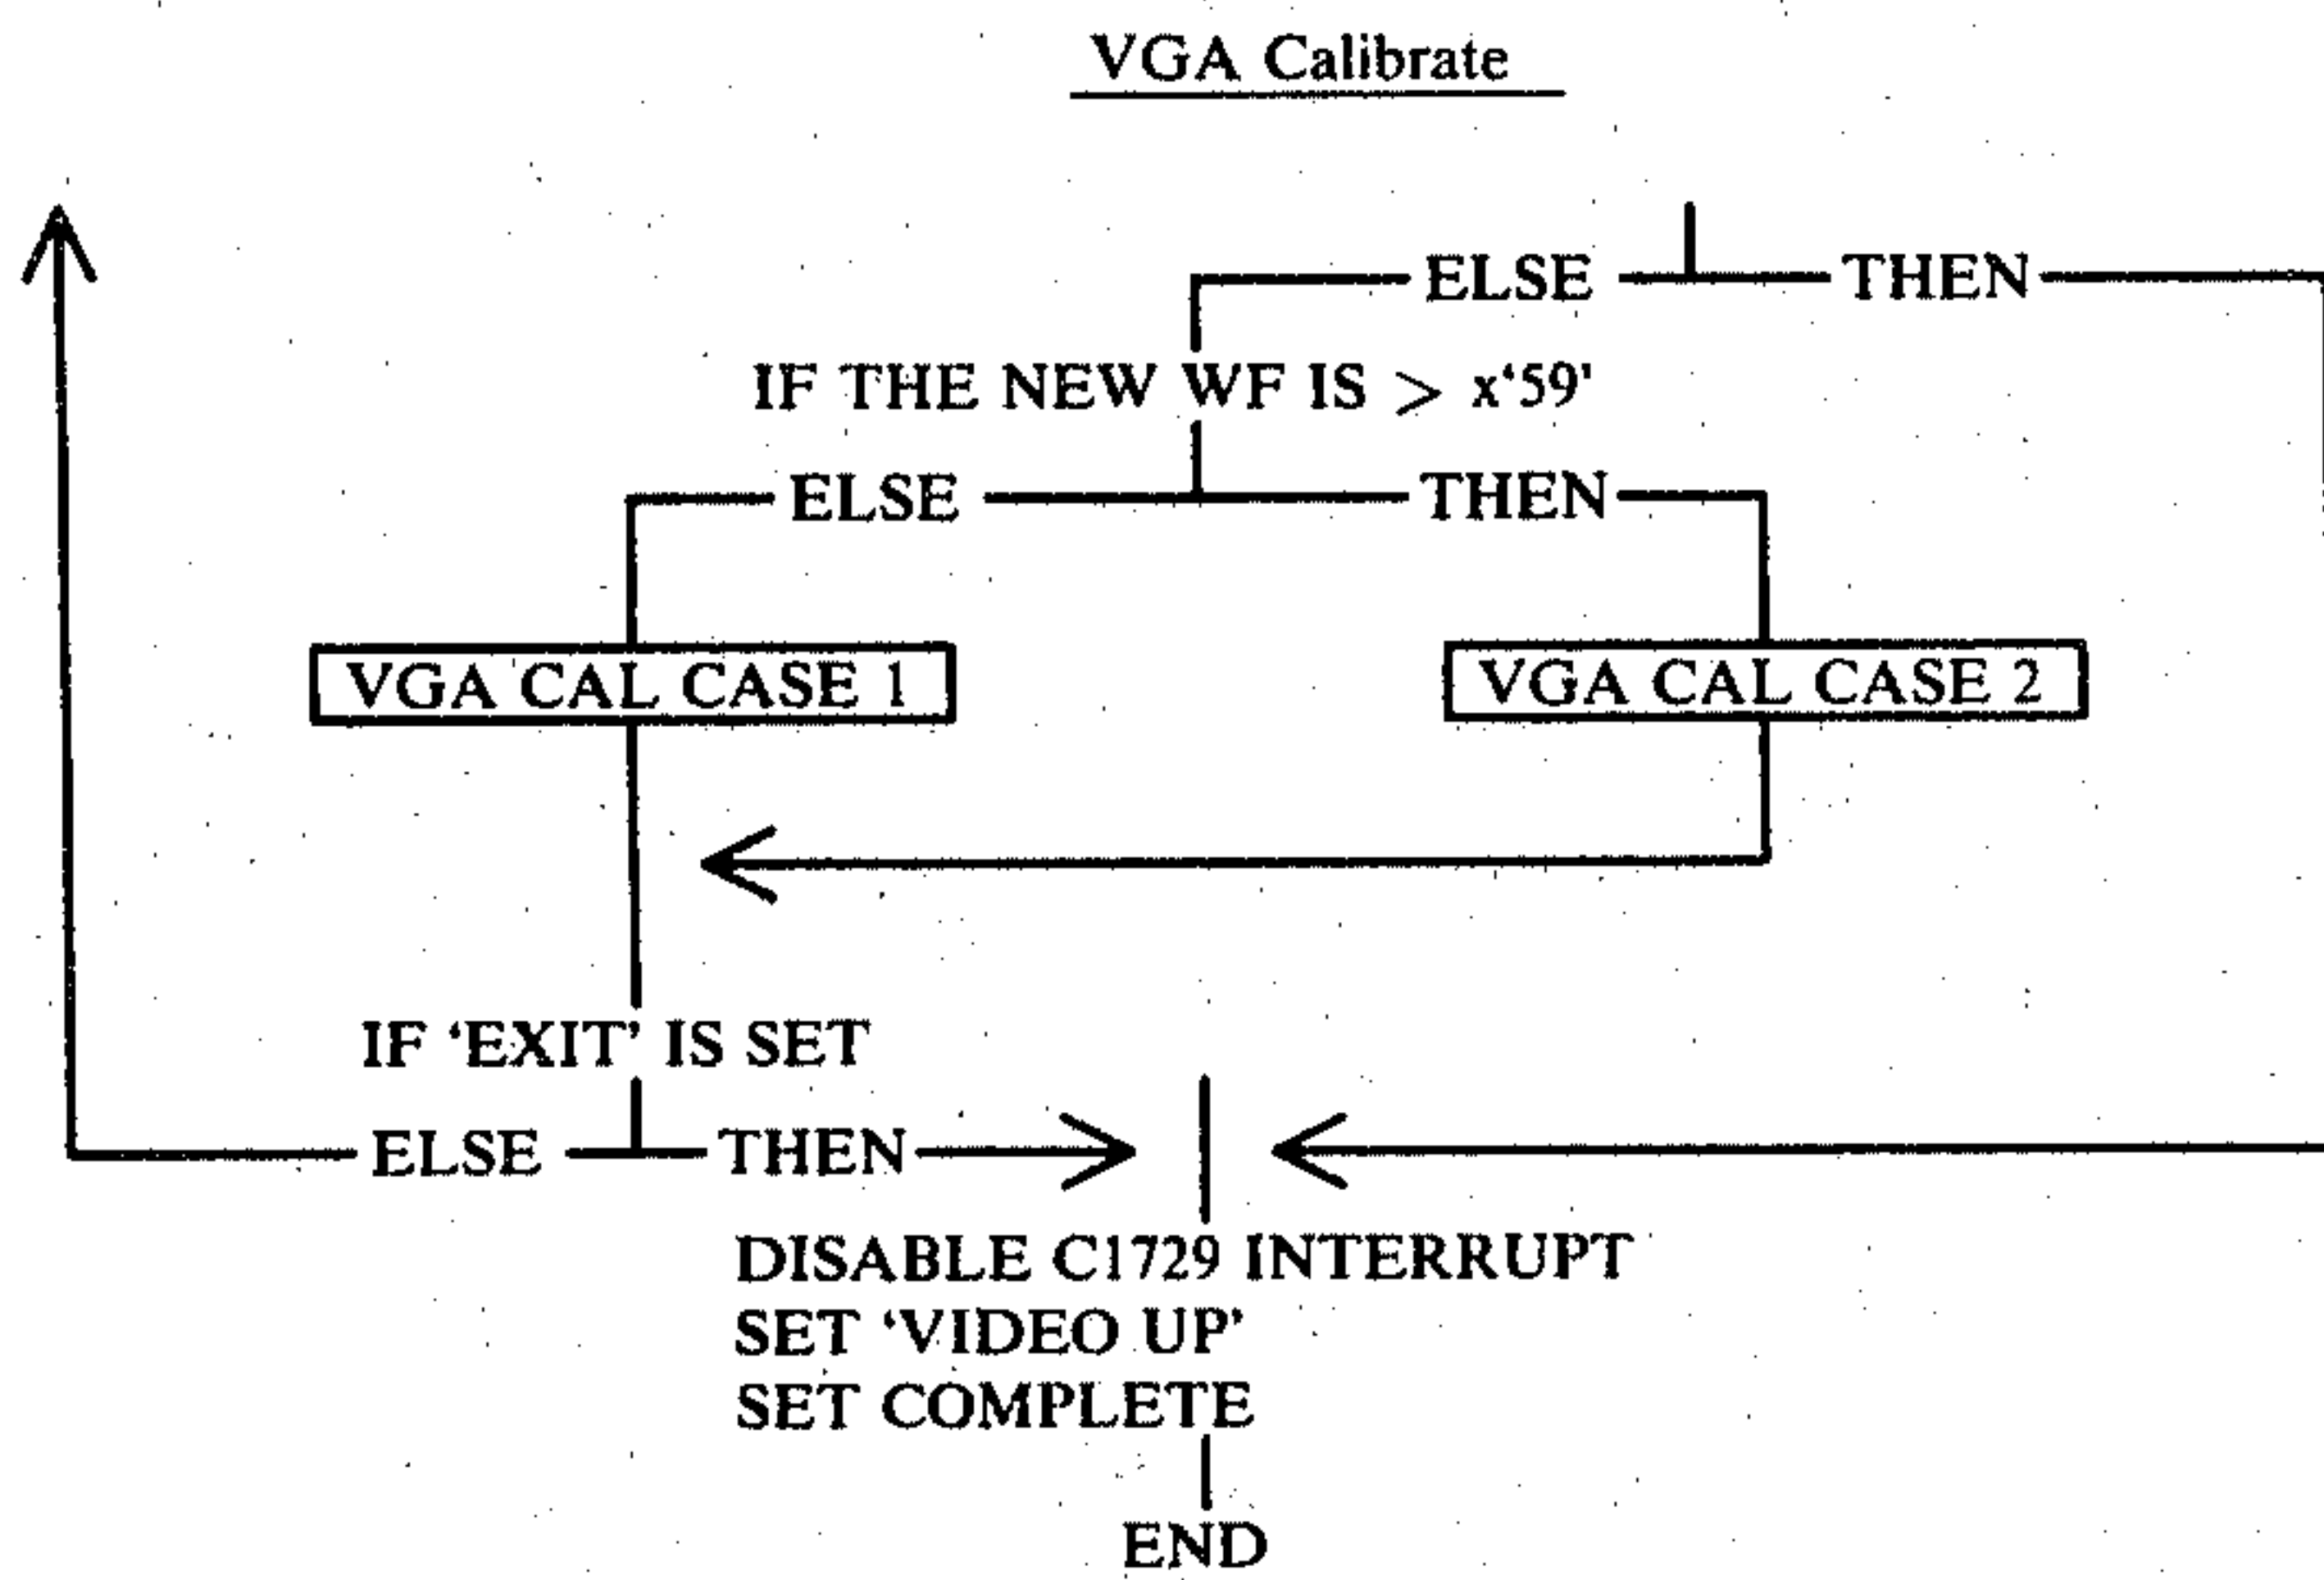 VGA Calibrate
ELSE THEN
IF THE NEW WF IS > x‘59'
ELSE THEN
VGA CAL CASE 1 VGA CAL CASE 2
IF ‘EXIT’ IS SET
ELSE THEN
DISABLE C1729 INTERRUPT
SET ‘VIDEO UP’
SET COMPLETE
END